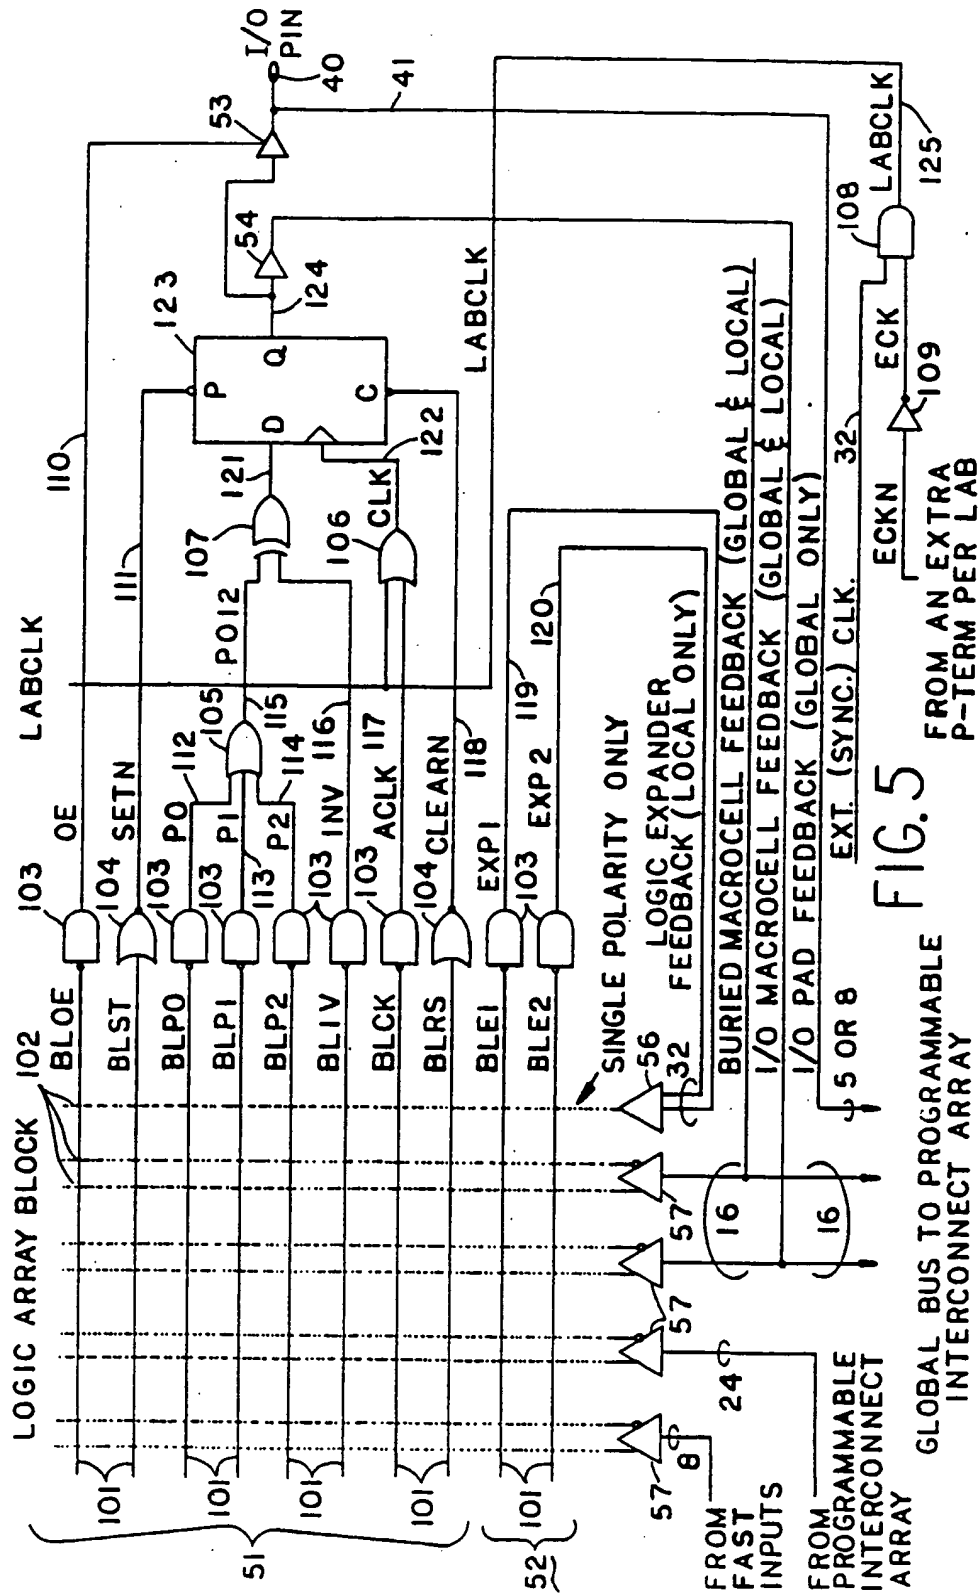 LOGIC ARRAY BLOCK
102
LABCLK
103
OE
110
I/O
PIN
BLOE
101
104
SETN
111
123
53
40
BLST
103
P0
112
105
P012
107
121
D
P
Q
54
41
BLP0
103
P1
115
124
101
BLP1
113
P2
114
51
BLP2
103
INV
116
106
CLK
122
C
101
BLIV
103
ACLK
117
BLCK
104
CLEARN
118
LABCLK
101
BLRS
EXP1
119
BLE1
103
EXP2
120
52
101
BLE2
SINGLE POLARITY ONLY
56
LOGIC EXPANDER
FEEDBACK (LOCAL ONLY)
32
57
57
57
8
24
16
16
BURIED MACROCELL FEEDBACK (GLOBAL & LOCAL)
I/O MACROCELL FEEDBACK (GLOBAL & LOCAL)
I/O PAD FEEDBACK (GLOBAL ONLY)
FROM
FAST
INPUTS
FROM
PROGRAMMABLE
INTERCONNECT
ARRAY
5 OR 8
EXT. (SYNC.) CLK.
32
108
LABCLK
125
ECKN
ECK
109
GLOBAL BUS TO PROGRAMMABLE
INTERCONNECT ARRAY
FIG. 5
FROM AN EXTRA
P-TERM PER LAB